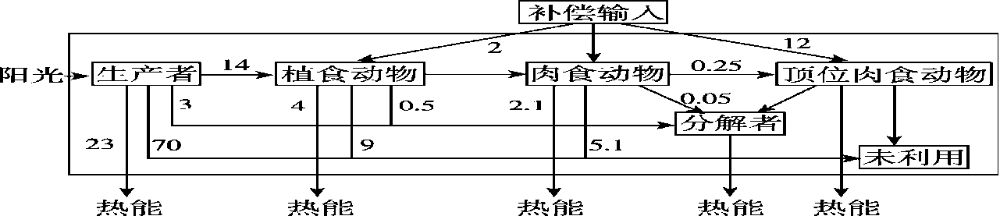 补偿输入
2
12
阳光
生产者
14
植食动物
肉食动物
0.25
顶位肉食动物
3
4
0.5
2.1
0.05
分解者
23
70
9
5.1
未利用
热能
热能
热能
热能
热能